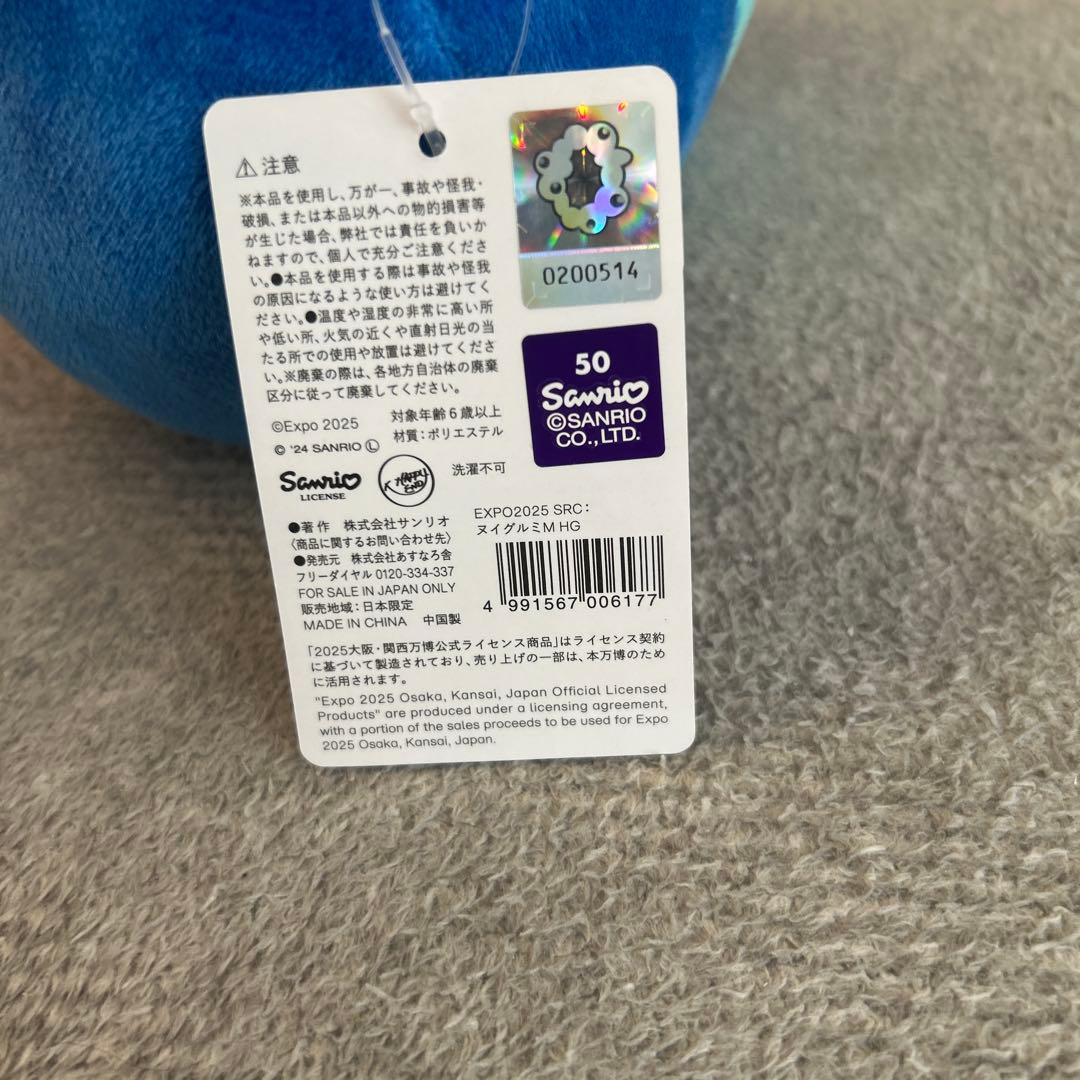 ⚠注意
※本品を使用し、万が一、事故や怪我・
破損、または本品以外への物的損害等
が生じた場合、弊社では責任を負いか
ねますので、個人で充分ご注意くださ
い。●本品を使用する際は事故や怪我
の原因になるような使い方は避けてく
ださい。●温度や湿度の非常に高い所
や低い所、火気の近くや直射日光の当
たる所での使用や放置は避けてくださ
い。※廃棄の際は、各地方自治体の廃棄
区分に従って廃棄してください。
©Expo 2025
対象年齢6歳以上
© '24 SANRIO Ⓛ
材質：ポリエステル
Sanrio
LICENSE
HAPPY
END
洗濯不可
0200514
50
Sanrio
©SANRIO
CO., LTD.
●著作 株式会社サンリオ
〈商品に関するお問い合わせ先〉
●発売元 株式会社あすなろ舎
フリーダイヤル 0120-334-337
FOR SALE IN JAPAN ONLY
販売地域：日本限定
MADE IN CHINA 中国製
EXPO2025 SRC：
ヌイグルミM HG
4 991567 006177
「2025大阪・関西万博公式ライセンス商品」はライセンス契約
に基づいて製造されており、売り上げの一部は、本万博のため
に活用されます。
"Expo 2025 Osaka, Kansai, Japan Official Licensed
Products" are produced under a licensing agreement,
with a portion of the sales proceeds to be used for Expo
2025 Osaka, Kansai, Japan.